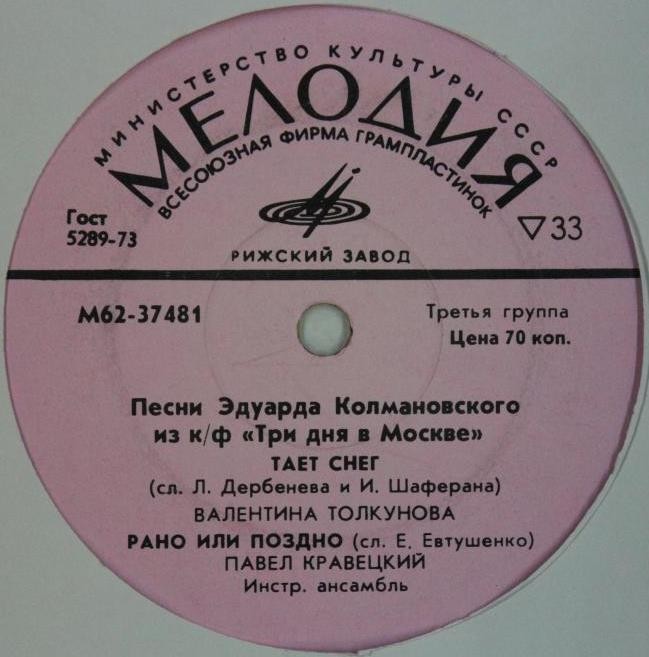 МИНИСТЕРСТВО КУЛЬТУРЫ СССР
МЕЛОДИЯ
ВСЕСОЮЗНАЯ ФИРМА ГРАМПЛАСТИНОК
Гост
5289-73
▽33
РИЖСКИЙ ЗАВОД
М62-37481
Третья группа
Цена 70 коп.
Песни Эдуарда Колмановского
из к/ф «Три дня в Москве»
ТАЕТ СНЕГ
(сл. Л. Дербенева и И. Шаферана)
ВАЛЕНТИНА ТОЛКУНОВА
РАНО ИЛИ ПОЗДНО (сл. Е. Евтушенко)
ПАВЕЛ КРАВЕЦКИЙ
Инстр. ансамбль